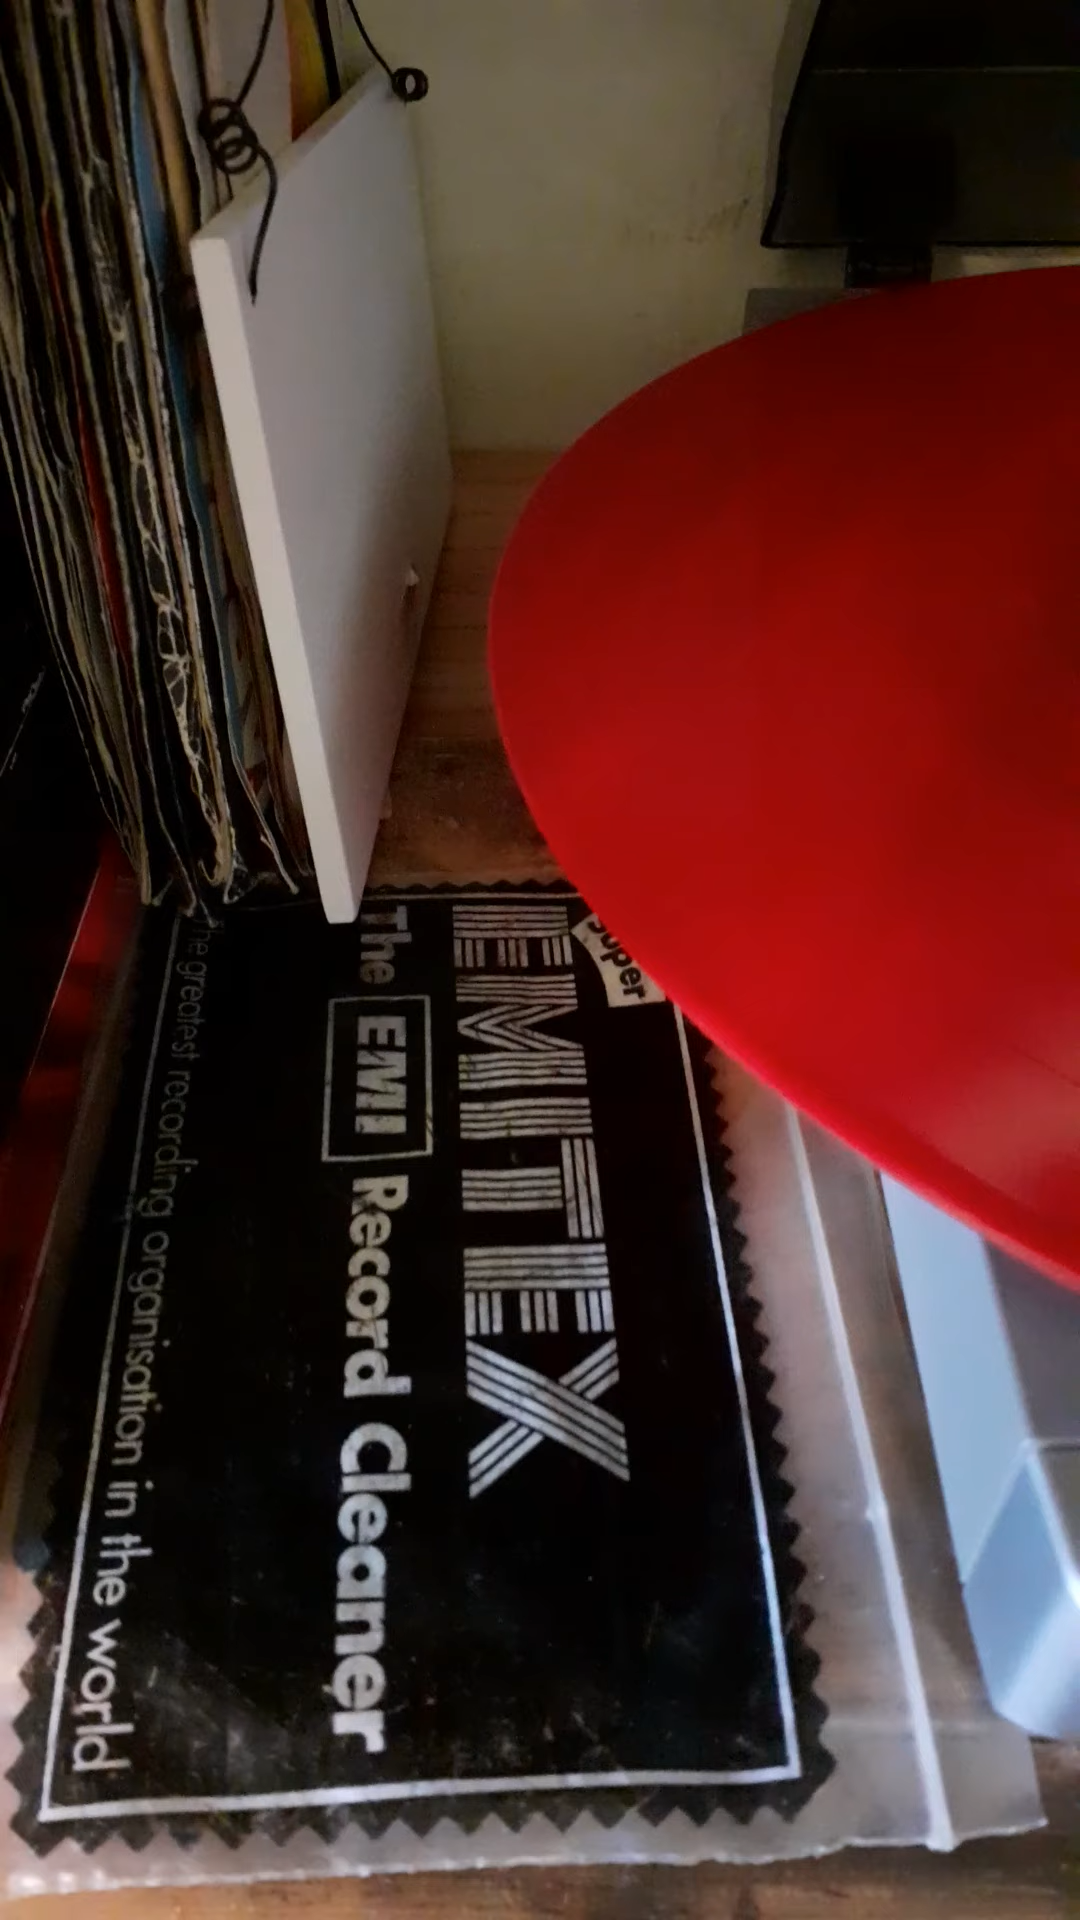 Super
EMITEX
The EMI Record Cleaner
The greatest recording organisation in the world